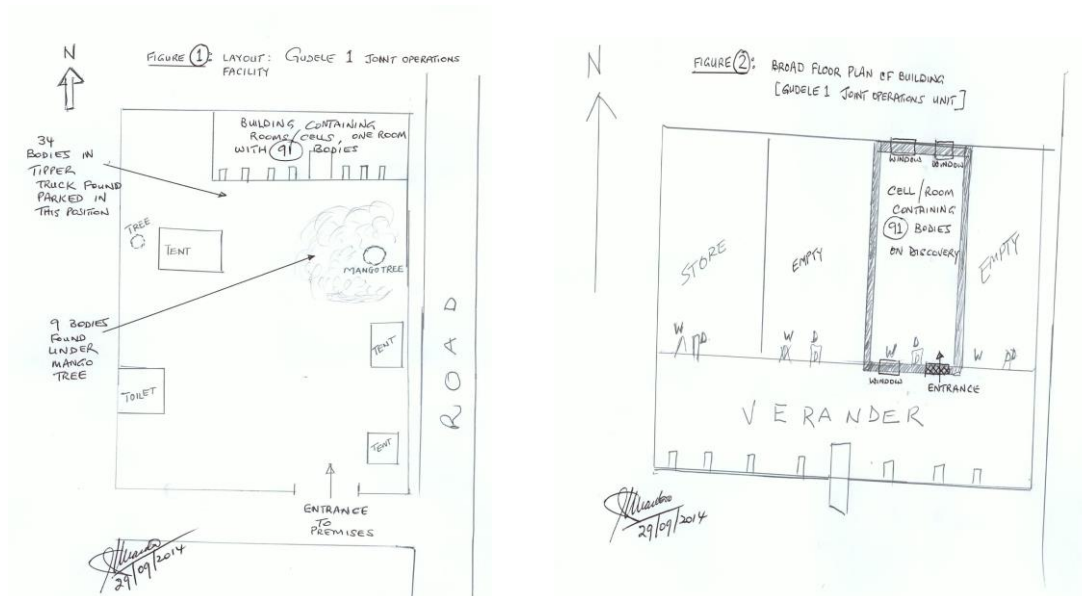 N
FIGURE 1: LAYOUT: GUDELE 1 JOINT OPERATIONS
FACILITY
34
BODIES IN
TIPPER
TRUCK FOUND
PARKED IN
THIS POSITION
BUILDING CONTAINING
ROOMS/CELLS, ONE ROOM
WITH 91 BODIES
TREE
TENT
MANGO TREE
9 BODIES
FOUND
UNDER
MANGO
TREE
TENT
TOILET
TENT
ROAD
ENTRANCE
TO
PREMISES
29/09/2014
N
FIGURE 2: BROAD FLOOR PLAN OF BUILDING
[GUDELE 1 JOINT OPERATIONS UNIT]
WINDOW
WINDOW
CELL/ROOM
CONTAINING
91 BODIES
ON DISCOVERY
STORE
EMPTY
EMPTY
W
W
D
D
W
D
W
WINDOW
ENTRANCE
VERANDER
29/09/2014